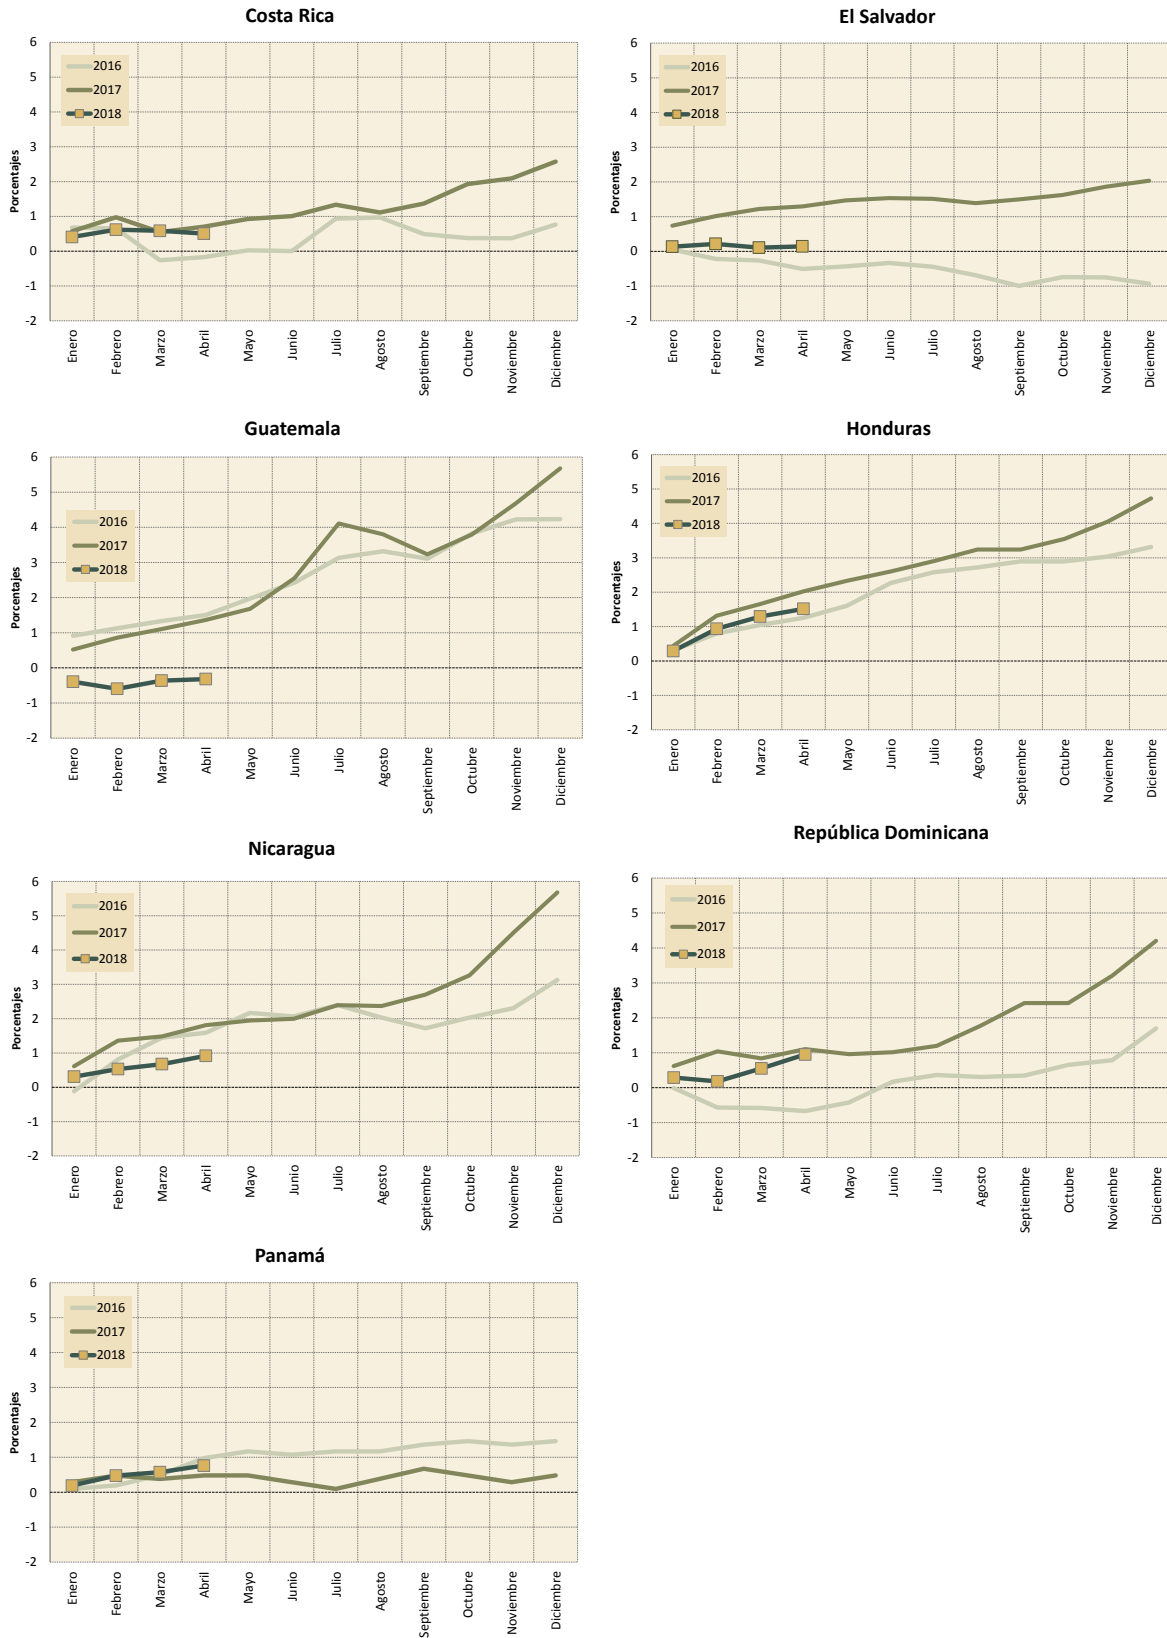 Costa Rica
6
5
4
3
2
1
0
-1
-2
Porcentajes
2016
2017
2018
Enero
Febrero
Marzo
Abril
Mayo
Junio
Julio
Agosto
Septiembre
Octubre
Noviembre
Diciembre
El Salvador
6
5
4
3
2
1
0
-1
-2
Porcentajes
2016
2017
2018
Enero
Febrero
Marzo
Abril
Mayo
Junio
Julio
Agosto
Septiembre
Octubre
Noviembre
Diciembre
Guatemala
6
5
4
3
2
1
0
-1
-2
2016
2017
2018
Enero
Febrero
Marzo
Abril
Mayo
Junio
Julio
Agosto
Septiembre
Octubre
Noviembre
Diciembre
Honduras
6
5
4
3
2
1
0
-1
-2
Porcentajes
2016
2017
2018
Enero
Febrero
Marzo
Abril
Mayo
Junio
Julio
Agosto
Septiembre
Octubre
Noviembre
Diciembre
Nicaragua
6
5
4
3
2
1
0
-1
-2
Porcentajes
2016
2017
2018
Enero
Febrero
Marzo
Abril
Mayo
Junio
Julio
Agosto
Septiembre
Octubre
Noviembre
Diciembre
República Dominicana
6
5
4
3
2
1
0
-1
-2
Porcentajes
2016
2017
2018
Enero
Febrero
Marzo
Abril
Mayo
Junio
Julio
Agosto
Septiembre
Octubre
Noviembre
Diciembre
Panamá
6
5
4
3
2
1
0
-1
-2
Porcentajes
2016
2017
2018
Enero
Febrero
Marzo
Abril
Mayo
Junio
Julio
Agosto
Septiembre
Octubre
Noviembre
Diciembre